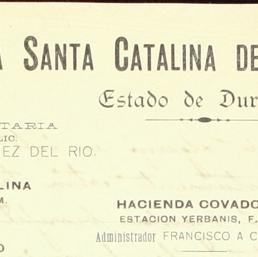 A SANTA CATALINA DE
Estado de Dur
TARIA
LIC.
EZ DEL RIO.
LINA
M.
HACIENDA COVADO
ESTACION YERBANIS, F.
Administrador FRANCISCO A C
O